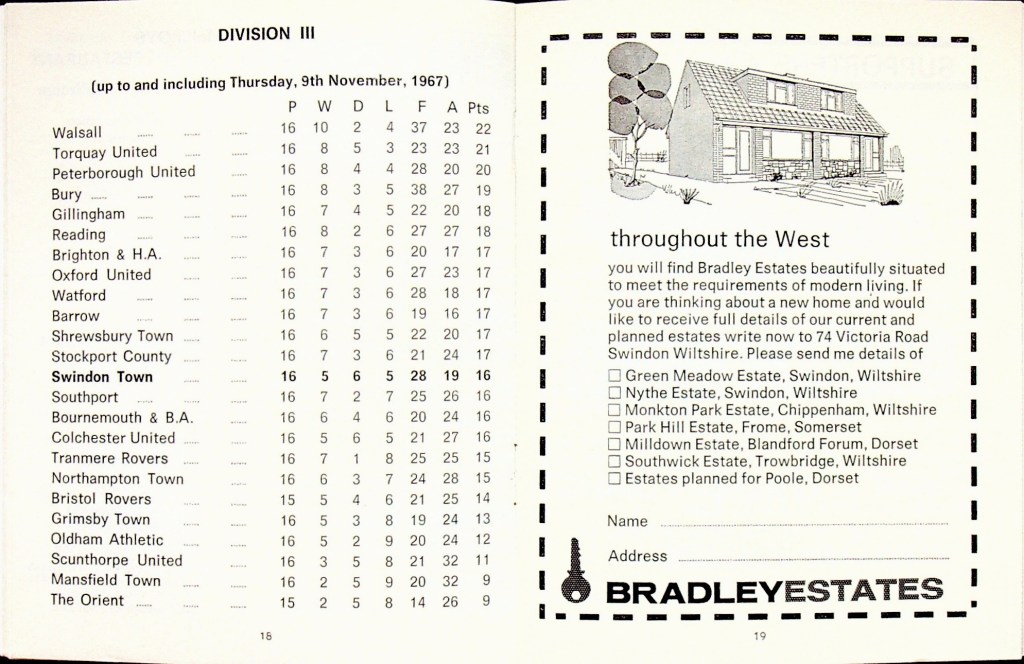 DIVISION III
(up to and including Thursday, 9th November, 1967)
P W D L F A Pts
Walsall ...... ...... ...... 16 10 2 4 37 23 22
Torquay United ...... ...... 16 8 5 3 23 23 21
Peterborough United ...... 16 8 4 4 28 20 20
Bury ...... ...... ...... 16 8 3 5 38 27 19
Gillingham ...... ...... ...... 16 7 4 5 22 20 18
Reading ...... ...... ...... 16 8 2 6 27 27 18
Brighton & H.A. ...... ...... 16 7 3 6 20 17 17
Oxford United ...... ...... 16 7 3 6 27 23 17
Watford ...... ...... ...... 16 7 3 6 28 18 17
Barrow ...... ...... ...... 16 7 3 6 19 16 17
Shrewsbury Town ...... ...... 16 6 5 5 22 20 17
Stockport County ...... ...... 16 7 3 6 21 24 17
Swindon Town ...... ...... 16 5 6 5 28 19 16
Southport ...... ...... ...... 16 7 2 7 25 26 16
Bournemouth & B.A. ...... 16 6 4 6 20 24 16
Colchester United ...... ...... 16 5 6 5 21 27 16
Tranmere Rovers ...... ...... 16 7 1 8 25 25 15
Northampton Town ...... 16 6 3 7 24 28 15
Bristol Rovers ...... ...... 15 5 4 6 21 25 14
Grimsby Town ...... ...... 16 5 3 8 19 24 13
Oldham Athletic ...... ...... 16 5 2 9 20 24 12
Scunthorpe United ...... 16 3 5 8 21 32 11
Mansfield Town ...... ...... 16 2 5 9 20 32 9
The Orient ...... ...... ...... 15 2 5 8 14 26 9
18
throughout the West
you will find Bradley Estates beautifully situated
to meet the requirements of modern living. If
you are thinking about a new home and would
like to receive full details of our current and
planned estates write now to 74 Victoria Road
Swindon Wiltshire. Please send me details of
☐ Green Meadow Estate, Swindon, Wiltshire
☐ Nythe Estate, Swindon, Wiltshire
☐ Monkton Park Estate, Chippenham, Wiltshire
☐ Park Hill Estate, Frome, Somerset
☐ Milldown Estate, Blandford Forum, Dorset
☐ Southwick Estate, Trowbridge, Wiltshire
☐ Estates planned for Poole, Dorset
Name
Address
BRADLEYESTATES
19